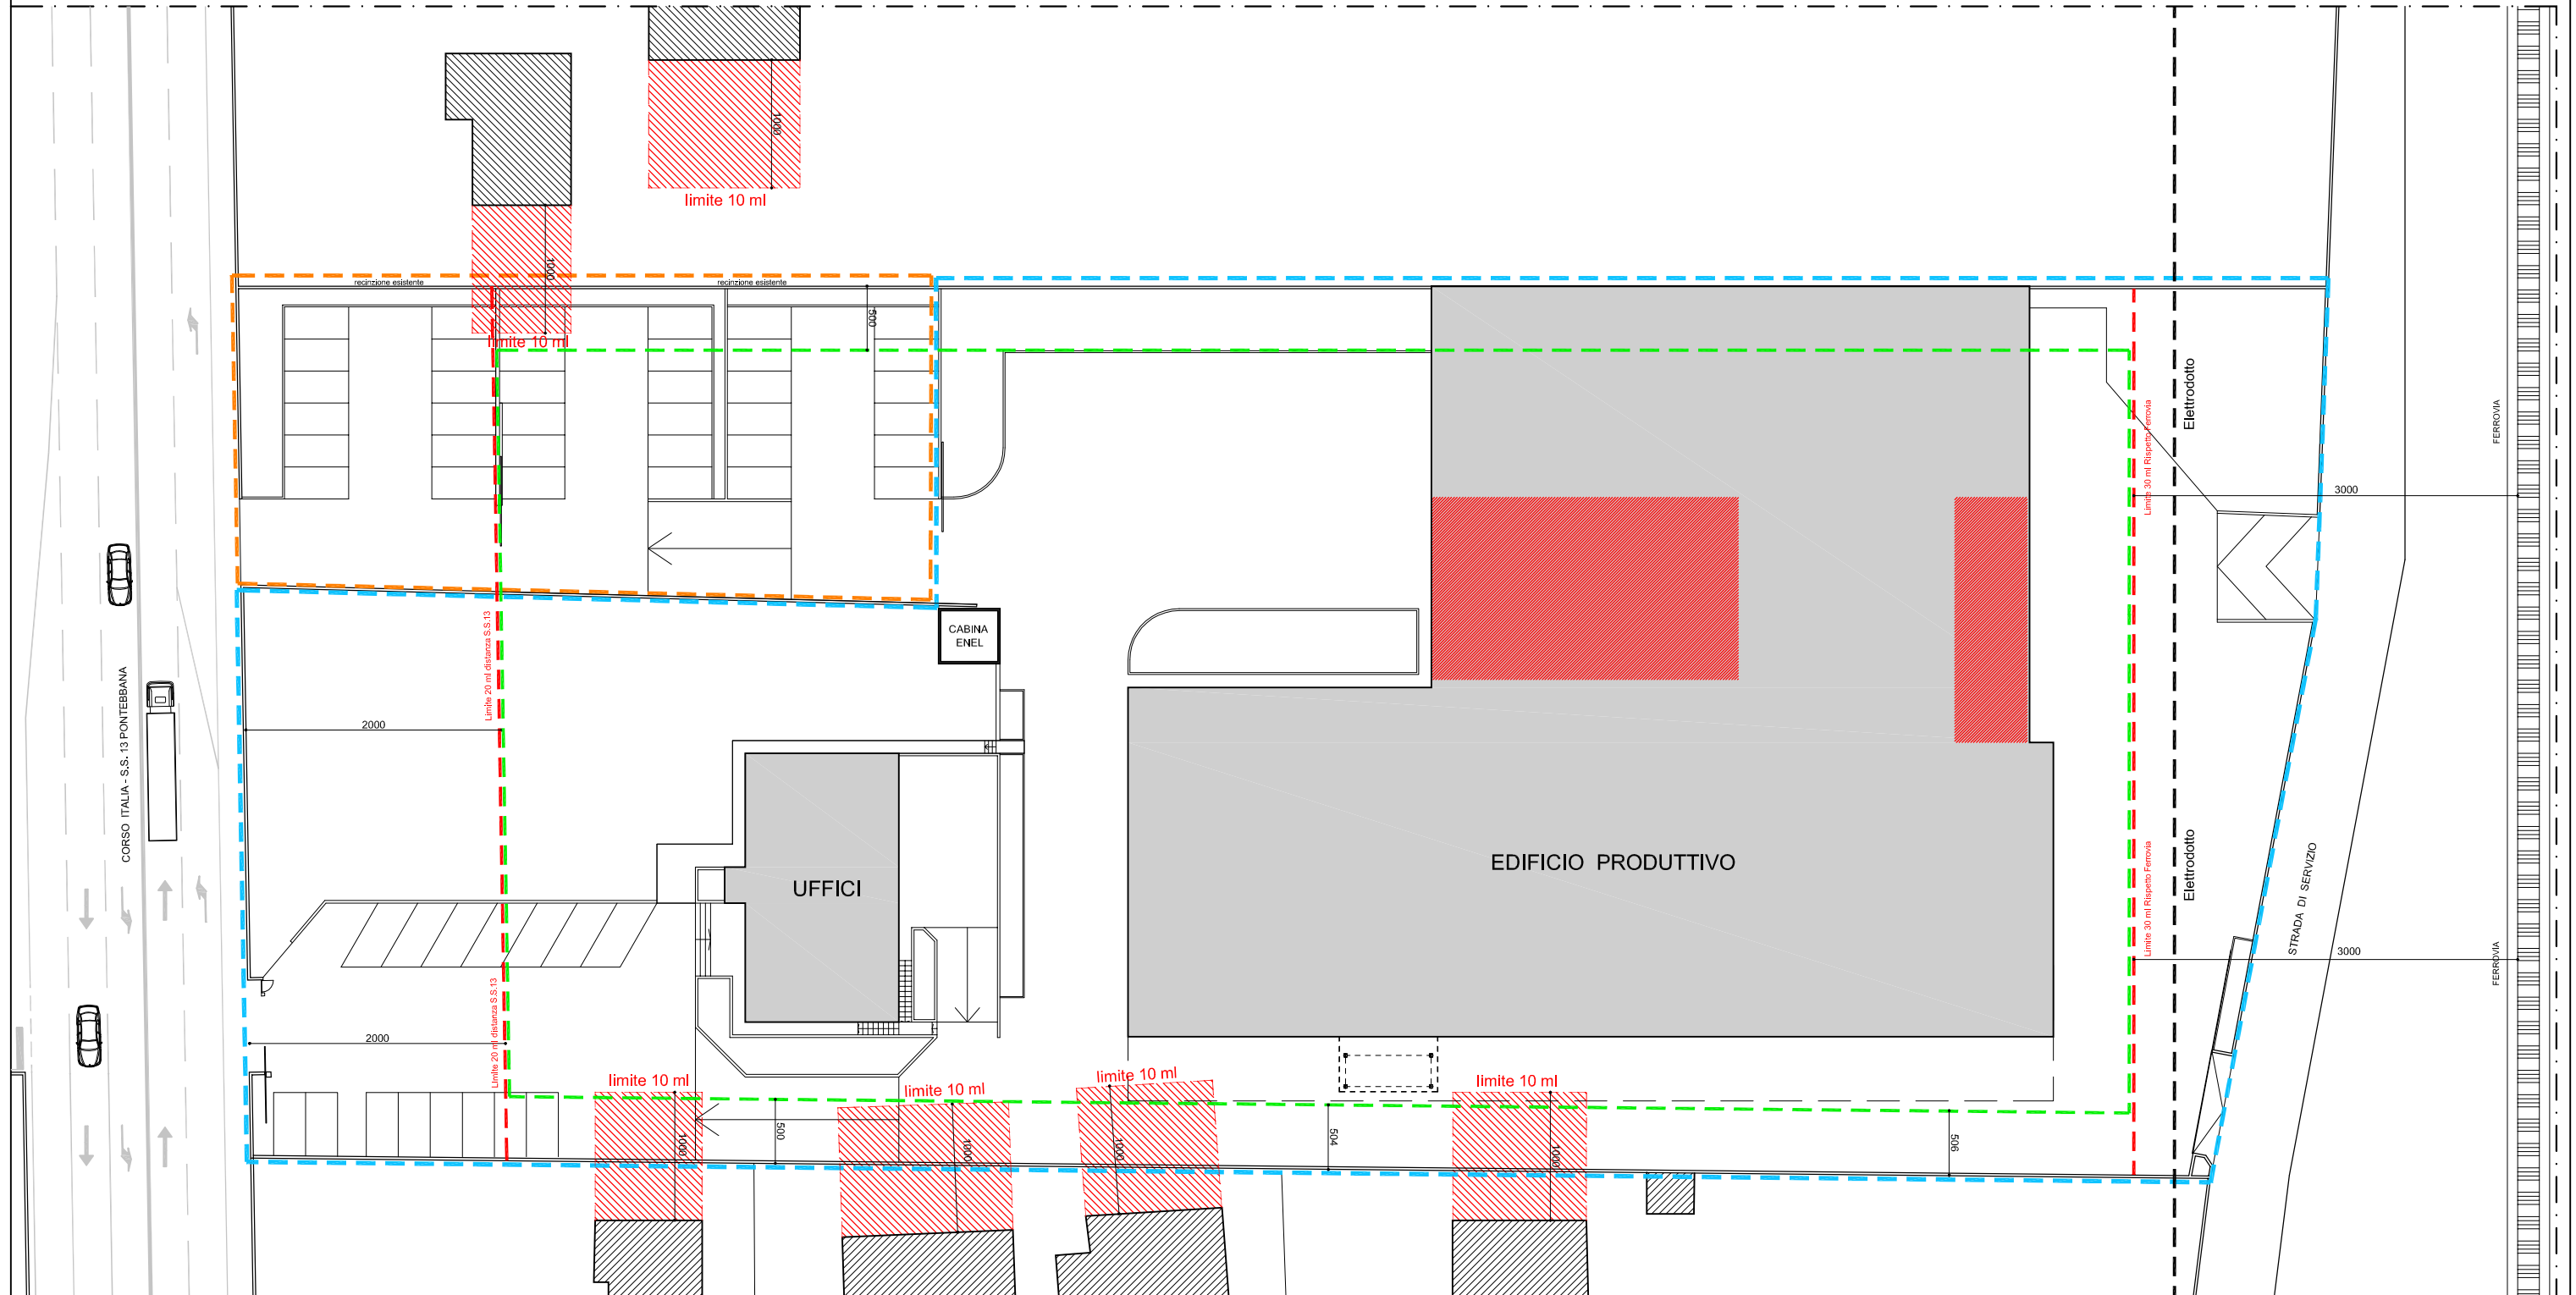 1000
limite 10 ml
1000
recinzione esistente
recinzione esistente
500
limite 10 ml
Elettrodotto
Limite 30 ml Rispetto Ferrovia
FERROVIA
3000
CABINA
ENEL
Limite 20 ml distanza S.S.13
CORSO ITALIA - S.S. 13 PONTEBBANA
2000
UFFICI
EDIFICIO PRODUTTIVO
Elettrodotto
Limite 30 ml Rispetto Ferrovia
STRADA DI SERVIZIO
FERROVIA
3000
Limite 20 ml distanza S.S.13
2000
limite 10 ml
limite 10 ml
limite 10 ml
limite 10 ml
1000
500
1000
1000
504
1000
506